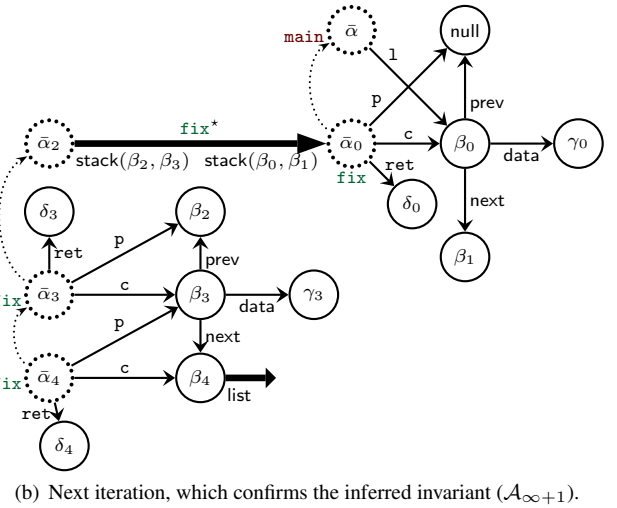 main ᾱ null
l
p prev
fix*
ᾱ₂ ᾱ₀ c β₀ γ₀
stack(β₂, β₃) stack(β₀, β₁) data
fix ret
δ₃ β₂ δ₀ next
ret p prev β₁
ix ᾱ₃ c β₃ γ₃
data
p next
ix ᾱ₄ c β₄
list
ret
δ₄
(b) Next iteration, which confirms the inferred invariant (𝒜∞+1).